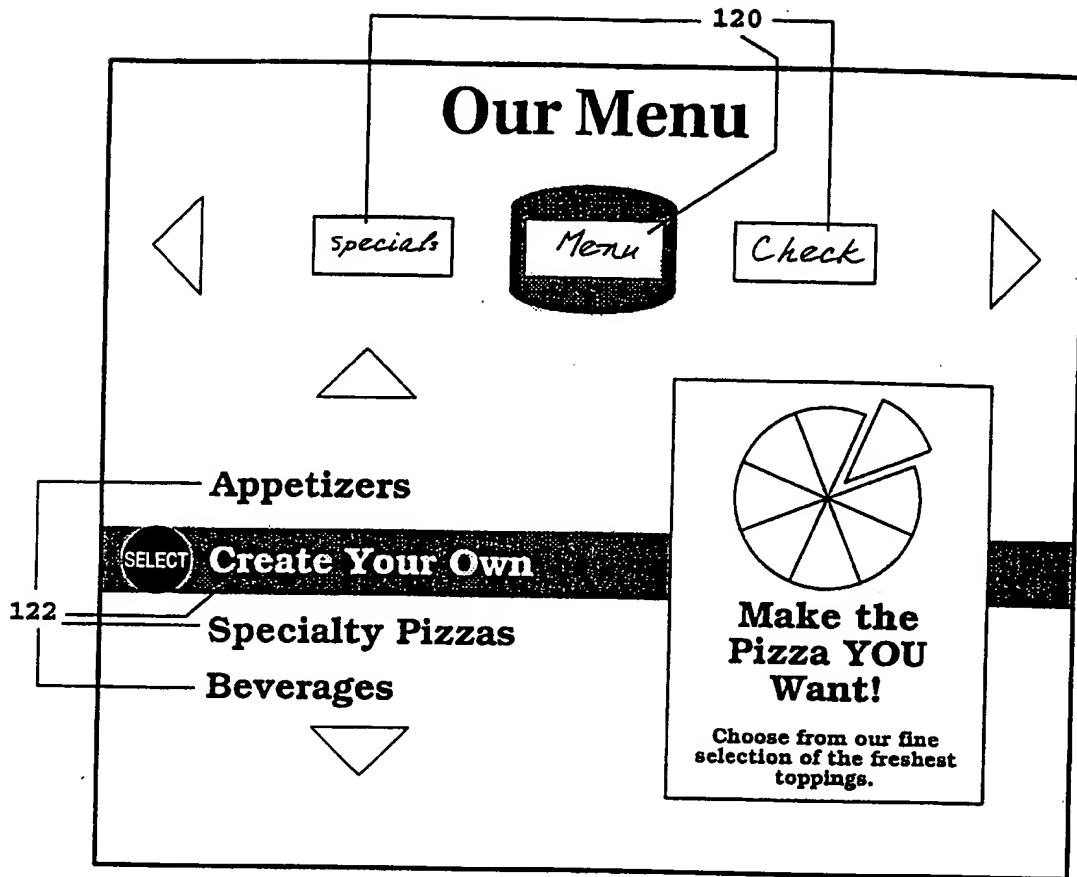 120
Our Menu
specials Menu Check
Appetizers
SELECT Create Your Own
122
Specialty Pizzas
Beverages
Make the
Pizza YOU
Want!
Choose from our fine
selection of the freshest
toppings.